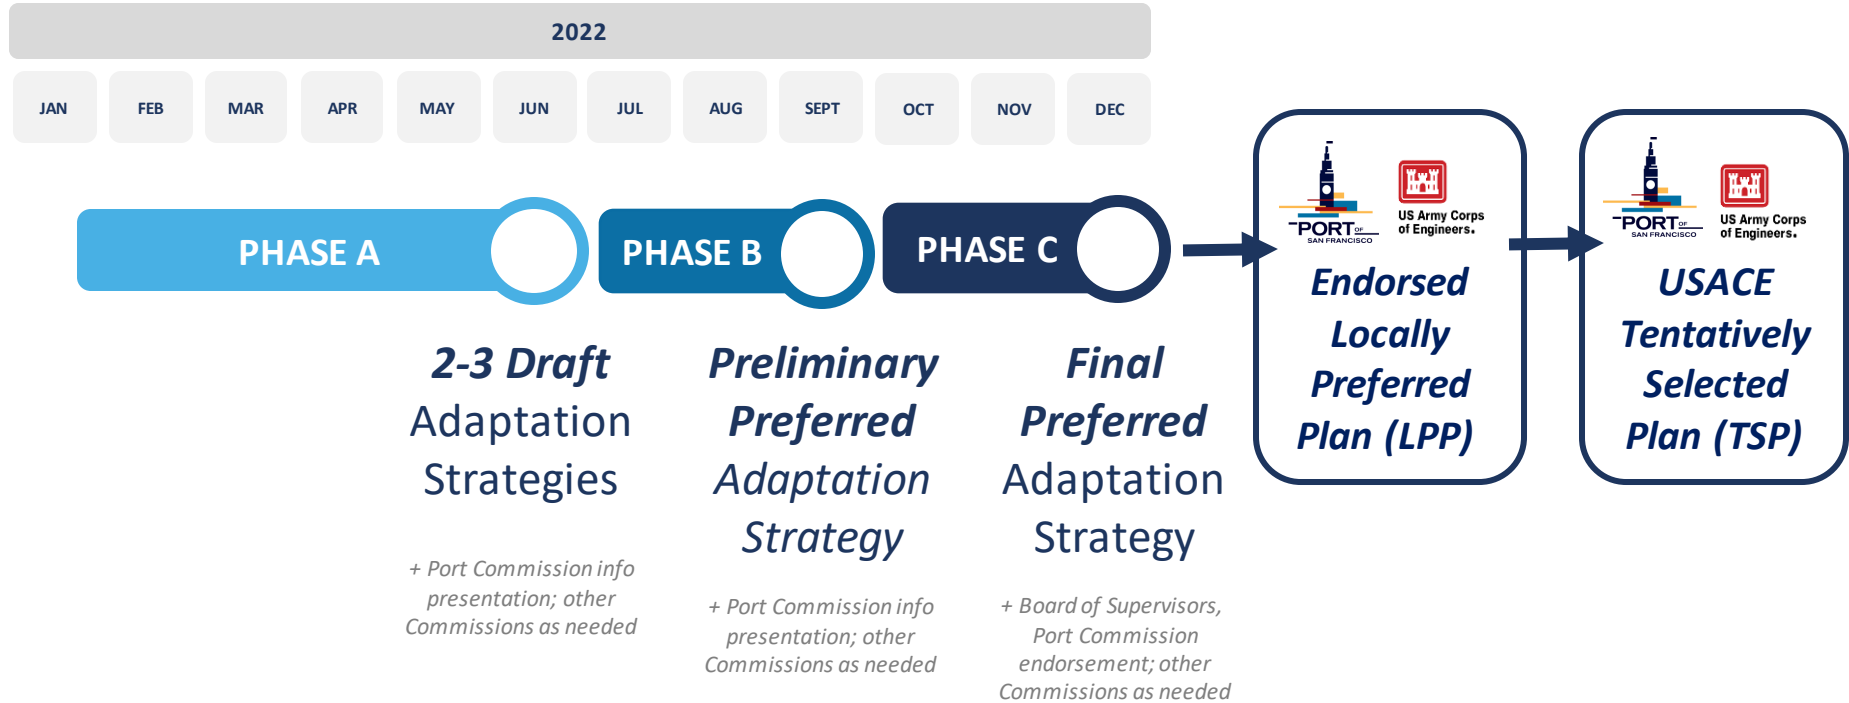 2022
JAN
FEB
MAR
APR
MAY
JUN
JUL
AUG
SEPT
OCT
NOV
DEC
PHASE A
PHASE B
PHASE C
2-3 Draft
Adaptation
Strategies
+ Port Commission info
presentation; other
Commissions as needed
Preliminary
Preferred
Adaptation
Strategy
+ Port Commission info
presentation; other
Commissions as needed
Final
Preferred
Adaptation
Strategy
+ Board of Supervisors,
Port Commission
endorsement; other
Commissions as needed
PORT OF
SAN FRANCISCO
US Army Corps
of Engineers.
Endorsed
Locally
Preferred
Plan (LPP)
PORT OF
SAN FRANCISCO
US Army Corps
of Engineers.
USACE
Tentatively
Selected
Plan (TSP)